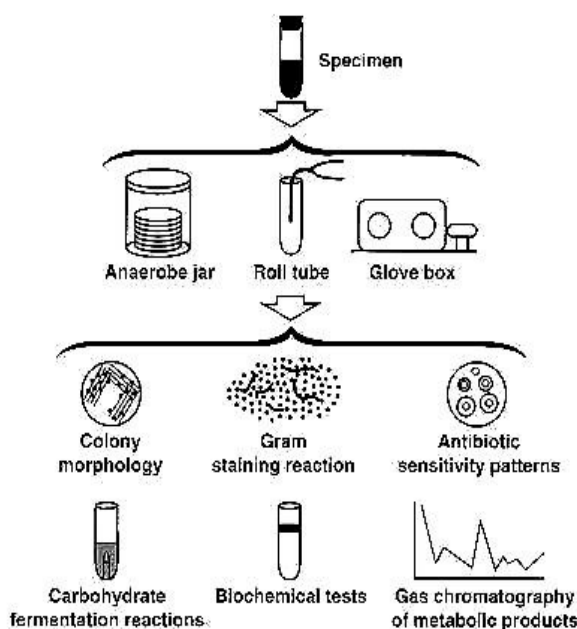 Specimen
Anaerobe jar
Roll tube
Glove box
Colony
morphology
Gram
staining reaction
Antibiotic
sensitivity patterns
Carbohydrate
fermentation reactions
Biochemical tests
Gas chromatography
of metabolic products